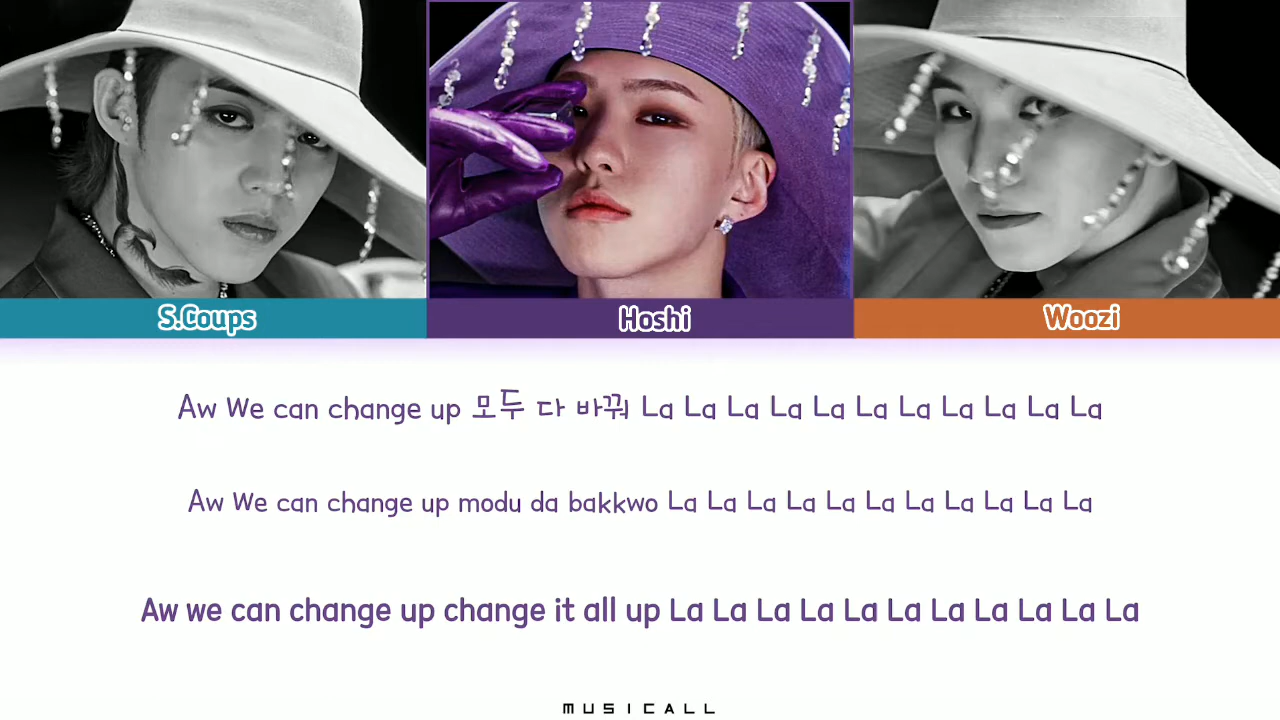 S.Coups
Hoshi
Woozi
Aw We can change up 모두 다 바꿔 La La La La La La La La La La La
Aw We can change up modu da bakkwo La La La La La La La La La La La
Aw we can change up change it all up La La La La La La La La La La La
MUSICALL